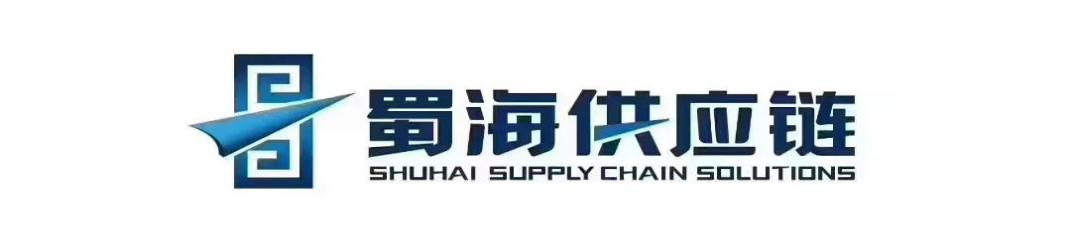 蜀海供应链
SHUHAI SUPPLY CHAIN SOLUTIONS